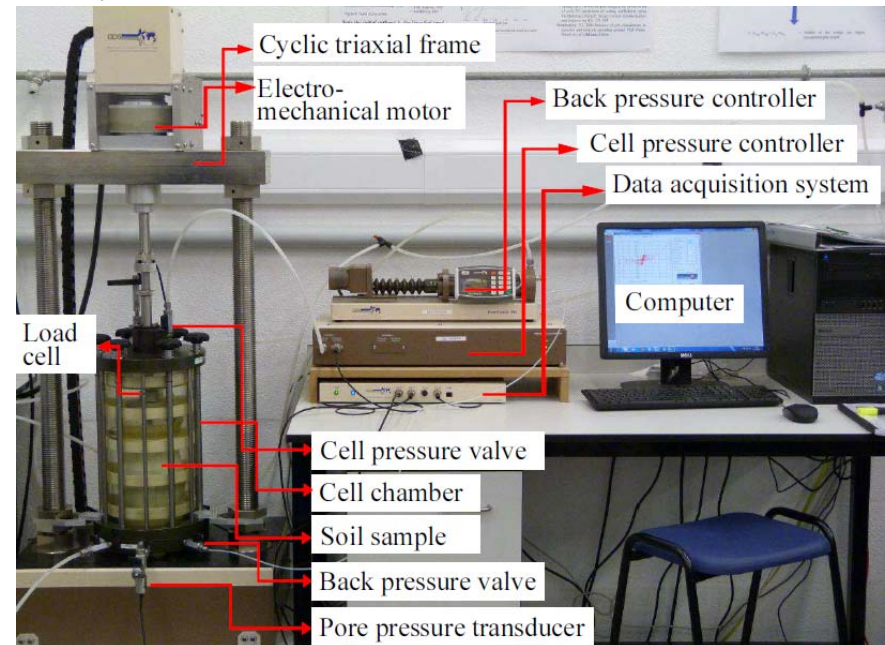 Cyclic triaxial frame
Electro-
mechanical motor
Back pressure controller
Cell pressure controller
Data acquisition system
Computer
Load
cell
Cell pressure valve
Cell chamber
Soil sample
Back pressure valve
Pore pressure transducer
DELL